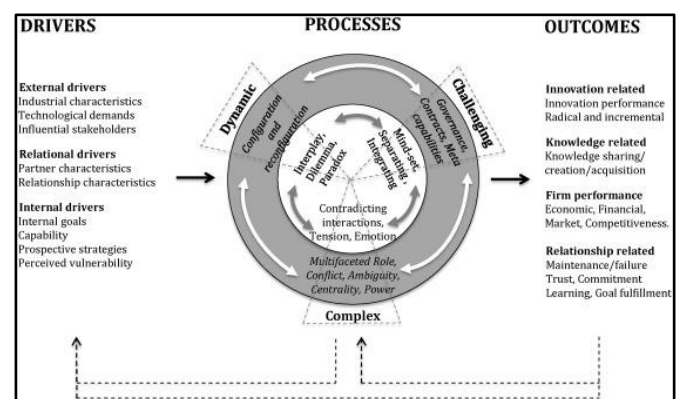 DRIVERS
External drivers
Industrial characteristics
Technological demands
Influential stakeholders
Relational drivers
Partner characteristics
Relationship characteristics
Internal drivers
Internal goals
Capability
Prospective strategies
Perceived vulnerability
PROCESSES
Dynamic
Configuration
and
reconfiguration
Interplay,
Dilemma,
Paradox
Challenging
Governance,
Contracts, Meta
capabilities
Mind-set,
Separating,
Integrating
Contradicting
interactions,
Tension, Emotion
Multifaceted Role,
Conflict, Ambiguity,
Centrality, Power
Complex
OUTCOMES
Innovation related
Innovation performance
Radical and incremental
Knowledge related
Knowledge sharing/
creation/acquisition
Firm performance
Economic, Financial,
Market, Competitiveness.
Relationship related
Maintenance/failure
Trust, Commitment
Learning, Goal fulfillment